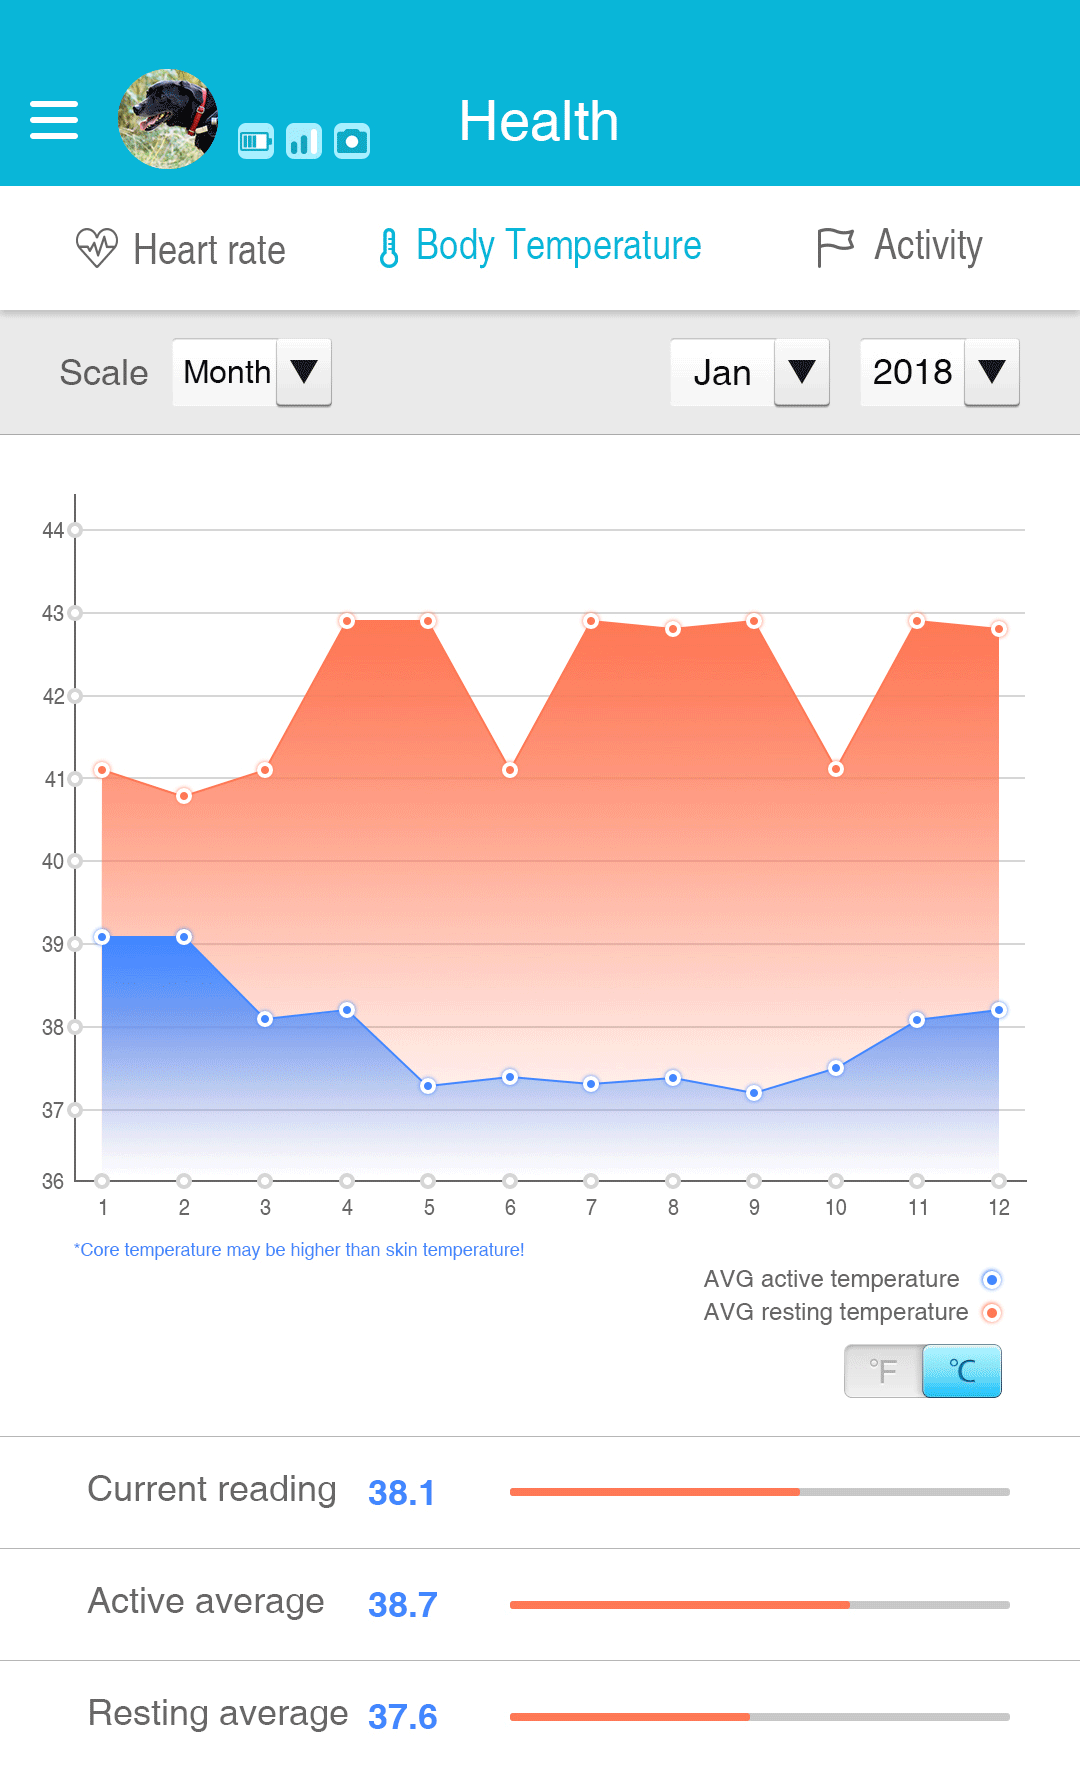 Health
Heart rate Body Temperature Activity
Scale Month Jan 2018
44
43
42
41
40
39
38
37
36
1 2 3 4 5 6 7 8 9 10 11 12
*Core temperature may be higher than skin temperature!
AVG active temperature
AVG resting temperature
°F °C
Current reading 38.1
Active average 38.7
Resting average 37.6